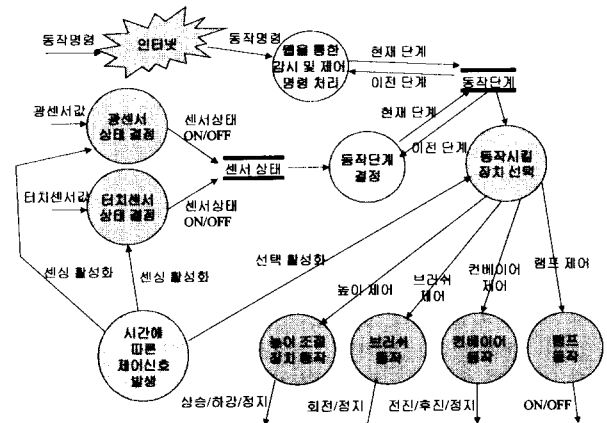 동작명령
인터넷
동작명령
웹을 통한
감시 및 제어
명령 처리
현재 단계
이전 단계
동작단계
광센서값
광센서
상태 결정
센서상태
ON/OFF
현재 단계
이전 단계
센서 상태
동작단계
결정
동작시킬
장치 선택
터치센서값
터치센서
상태 결정
센서상태
ON/OFF
센싱 활성화
센싱 활성화
선택 활성화
높이 제어
브러쉬
제어
컨베이어
제어
램프 제어
시간에
따른
제어신호
발생
높이 조절
장치 동작
브러쉬
동작
컨베이어
동작
램프
동작
상승/하강/정지
회전/정지
전진/후진/정지
ON/OFF